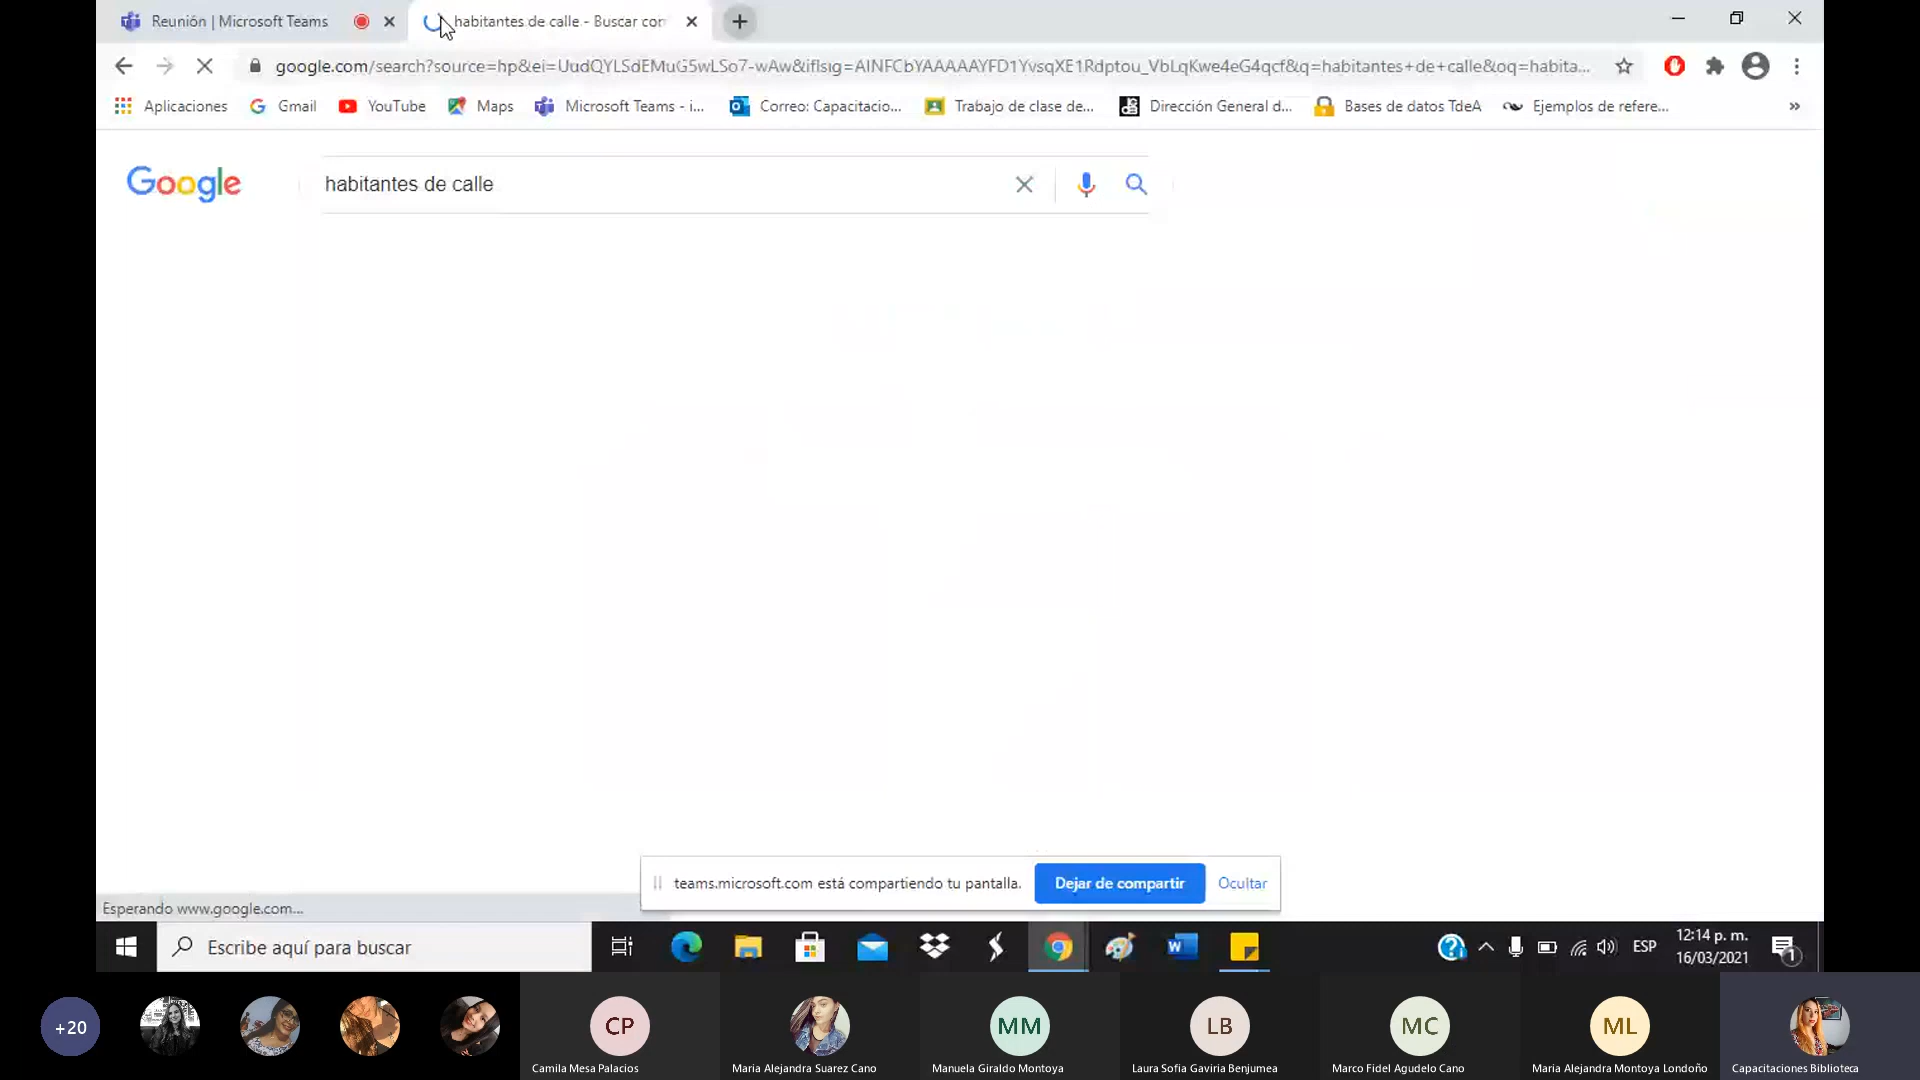 Reunión | Microsoft Teams
habitantes de calle - Buscar con
google.com/search?source=hp&ei=UudQYLSdEMuG5wLSo7-wAw&iflsig=AINFCbYAAAAAYFD1YvsqXE1Rdptou_VbLqKwe4eG4qcf&q=habitantes+de+calle&oq=habita...
Aplicaciones
Gmail
YouTube
Maps
Microsoft Teams - i...
Correo: Capacitacio...
Trabajo de clase de...
Dirección General d...
Bases de datos TdeA
Ejemplos de refere...
Google
habitantes de calle
teams.microsoft.com está compartiendo tu pantalla.
Dejar de compartir
Ocultar
Esperando www.google.com...
Escribe aquí para buscar
ESP
12:14 p. m.
16/03/2021
1
+20
CP
MM
LB
MC
ML
Camila Mesa Palacios
Maria Alejandra Suarez Cano
Manuela Giraldo Montoya
Laura Sofia Gaviria Benjumea
Marco Fidel Agudelo Cano
Maria Alejandra Montoya Londoño
Capacitaciones Biblioteca